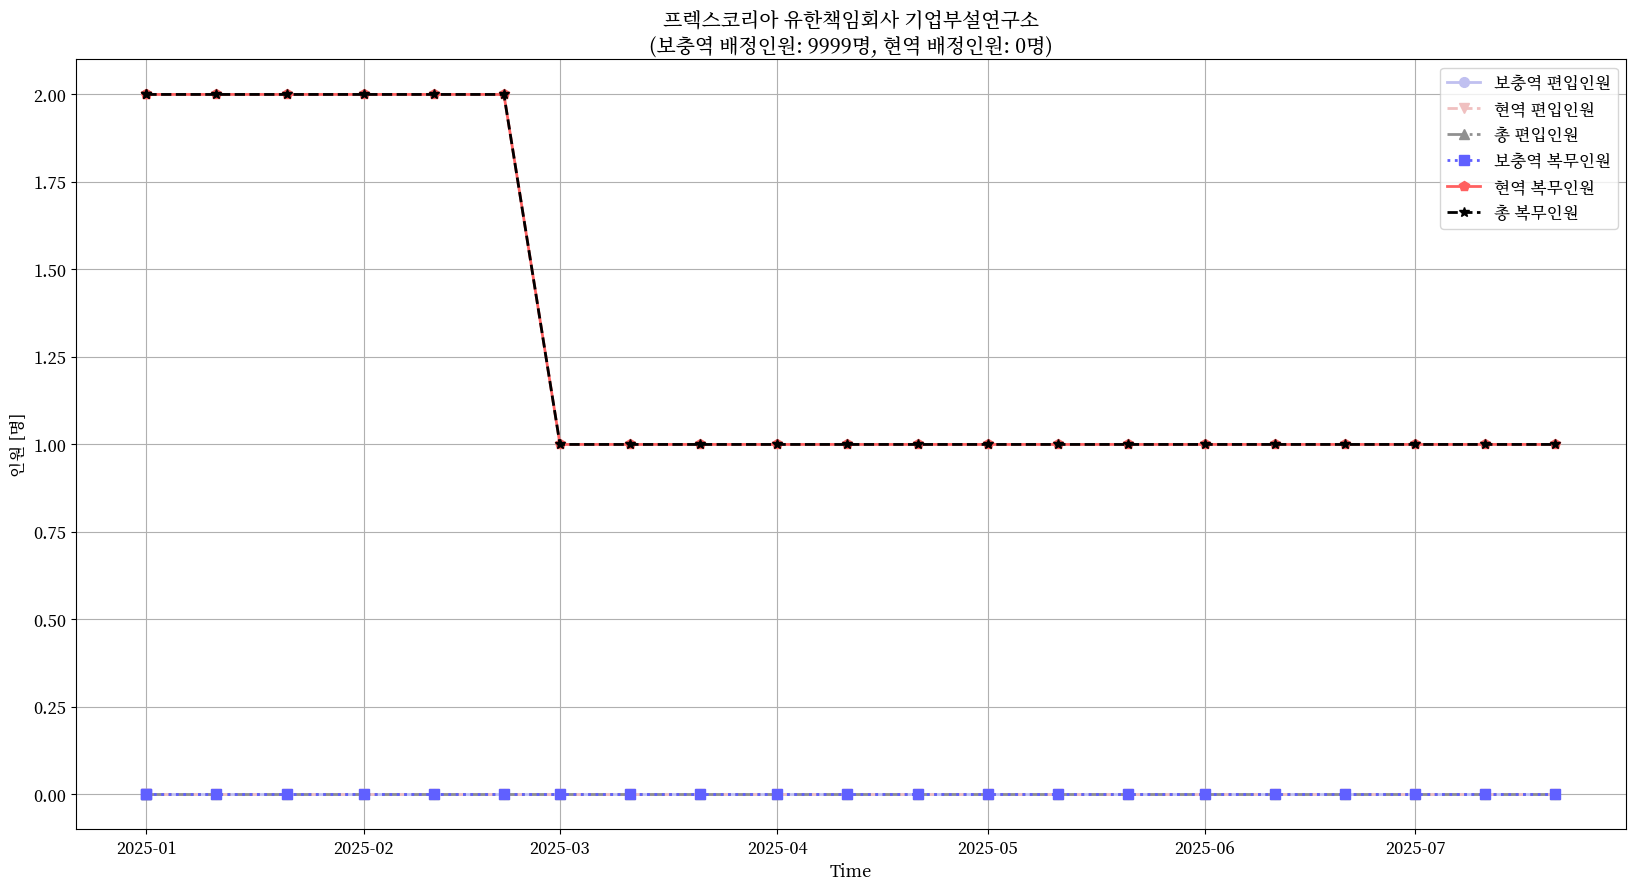 프렉스코리아 유한책임회사 기업부설연구소
(보충역 배정인원: 9999명, 현역 배정인원: 0명)
보충역 편입인원
현역 편입인원
총 편입인원
보충역 복무인원
현역 복무인원
총 복무인원
인원 [명]
2.00
1.75
1.50
1.25
1.00
0.75
0.50
0.25
0.00
2025-01 2025-02 2025-03 2025-04 2025-05 2025-06 2025-07
Time